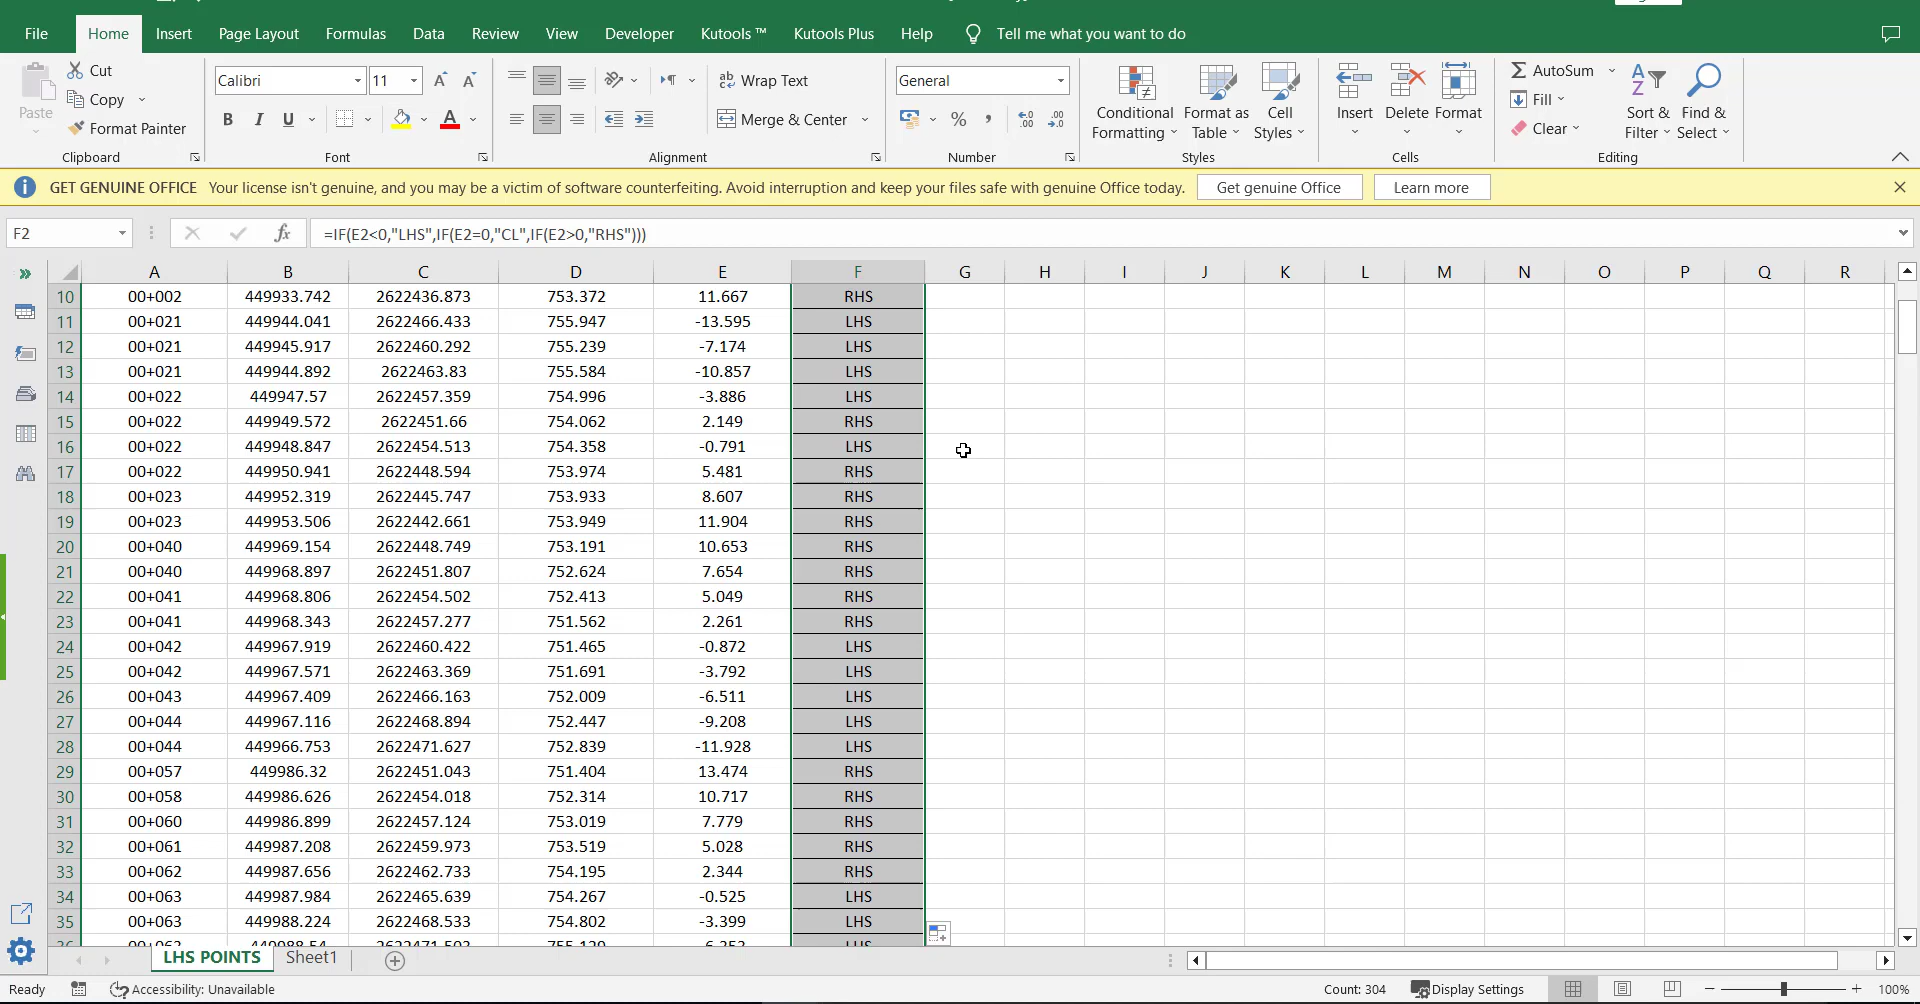 File Home Insert Page Layout Formulas Data Review View Developer Kutools ™ Kutools Plus Help Tell me what you want to do
Paste Cut Copy Format Painter Clipboard
Calibri 11 B I U Font
ab Wrap Text Merge & Center Alignment
General % , Number
Conditional Formatting Format as Table Cell Styles Styles
Insert Delete Format Cells
AutoSum Fill Clear Sort & Filter Find & Select Editing
GET GENUINE OFFICE Your license isn't genuine, and you may be a victim of software counterfeiting. Avoid interruption and keep your files safe with genuine Office today. Get genuine Office Learn more
F2 fx =IF(E2<0,"LHS",IF(E2=0,"CL",IF(E2>0,"RHS")))
A B C D E F G H I J K L M N O P Q R
10 00+002 449933.742 2622436.873 753.372 11.667 RHS
11 00+021 449944.041 2622466.433 755.947 -13.595 LHS
12 00+021 449945.917 2622460.292 755.239 -7.174 LHS
13 00+021 449944.892 2622463.83 755.584 -10.857 LHS
14 00+022 449947.57 2622457.359 754.996 -3.886 LHS
15 00+022 449949.572 2622451.66 754.062 2.149 RHS
16 00+022 449948.847 2622454.513 754.358 -0.791 LHS
17 00+022 449950.941 2622448.594 753.974 5.481 RHS
18 00+023 449952.319 2622445.747 753.933 8.607 RHS
19 00+023 449953.506 2622442.661 753.949 11.904 RHS
20 00+040 449969.154 2622448.749 753.191 10.653 RHS
21 00+040 449968.897 2622451.807 752.624 7.654 RHS
22 00+041 449968.806 2622454.502 752.413 5.049 RHS
23 00+041 449968.343 2622457.277 751.562 2.261 RHS
24 00+042 449967.919 2622460.422 751.465 -0.872 LHS
25 00+042 449967.571 2622463.369 751.691 -3.792 LHS
26 00+043 449967.409 2622466.163 752.009 -6.511 LHS
27 00+044 449967.116 2622468.894 752.447 -9.208 LHS
28 00+044 449966.753 2622471.627 752.839 -11.928 LHS
29 00+057 449986.32 2622451.043 751.404 13.474 RHS
30 00+058 449986.626 2622454.018 752.314 10.717 RHS
31 00+060 449986.899 2622457.124 753.019 7.779 RHS
32 00+061 449987.208 2622459.973 753.519 5.028 RHS
33 00+062 449987.656 2622462.733 754.195 2.344 RHS
34 00+063 449987.984 2622465.639 754.267 -0.525 LHS
35 00+063 449988.224 2622468.533 754.802 -3.399 LHS
LHS POINTS Sheet1
Ready Accessibility: Unavailable Count: 304 Display Settings 100%